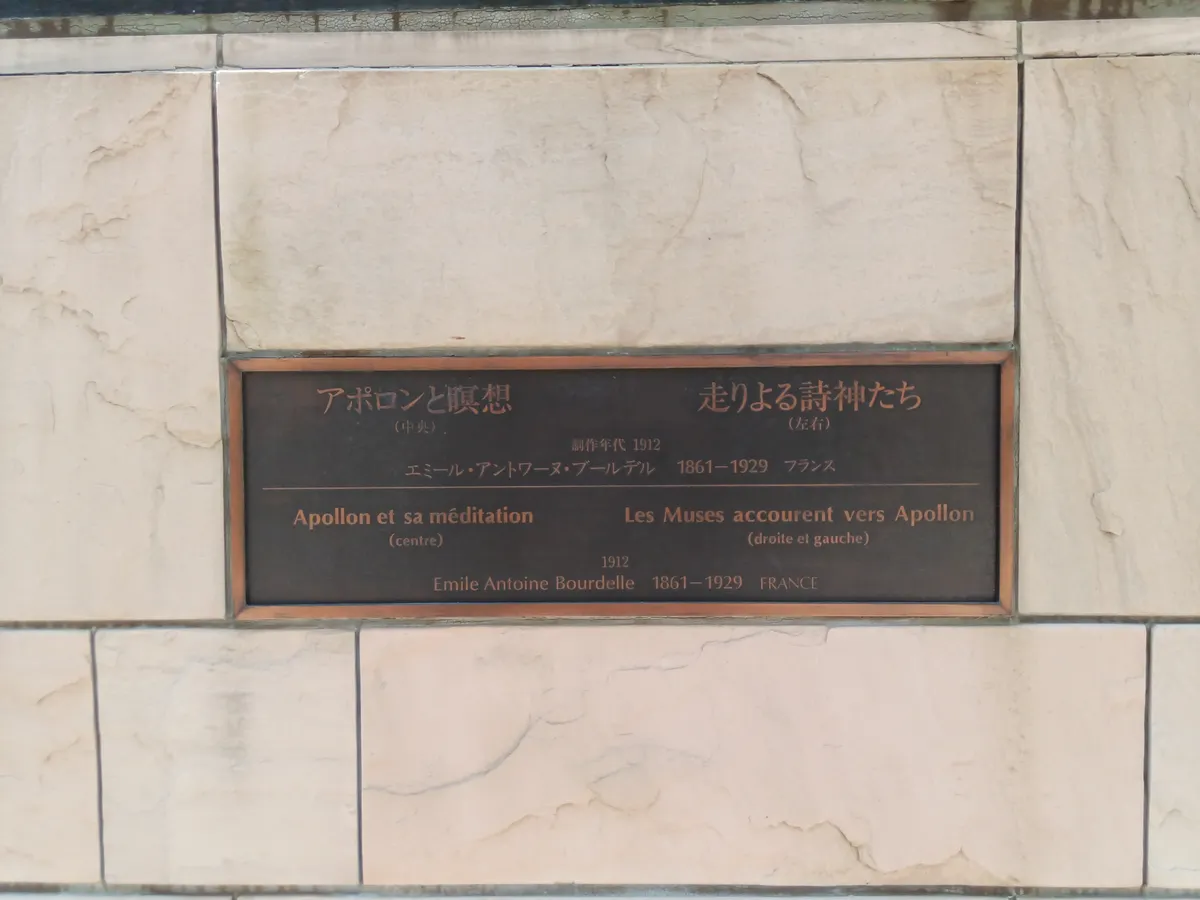 アポロンと瞑想 走りよる詩神たち
(中央) (左右)
制作年代 1912
エミール・アントワーヌ・ブールデル 1861−1929 フランス
Apollon et sa méditation Les Muses accourent vers Apollon
(centre) (droite et gauche)
1912
Emile Antoine Bourdelle 1861−1929 FRANCE